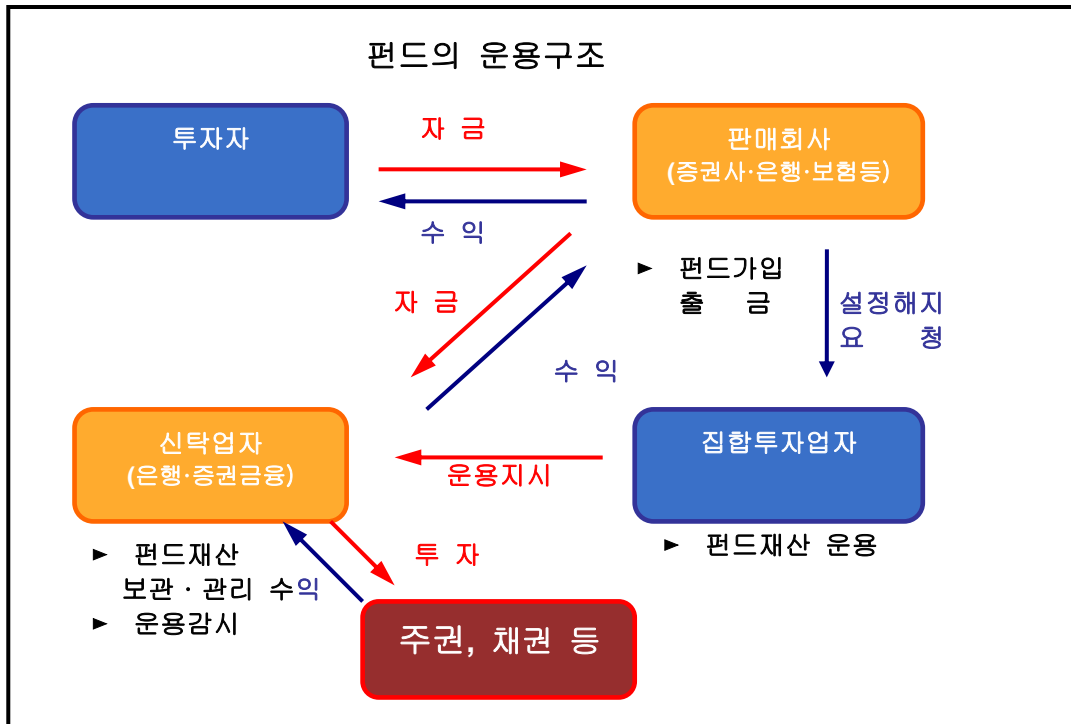 펀드의 운용구조
투자자
자 금
판매회사
(증권사·은행·보험등)
수 익
► 펀드가입
출 금
자 금
설정해지
요 청
수 익
신탁업자
(은행·증권금융)
집합투자업자
운용지시
► 펀드재산
보관 · 관리
► 운용감시
수익
투 자
► 펀드재산 운용
주권, 채권 등